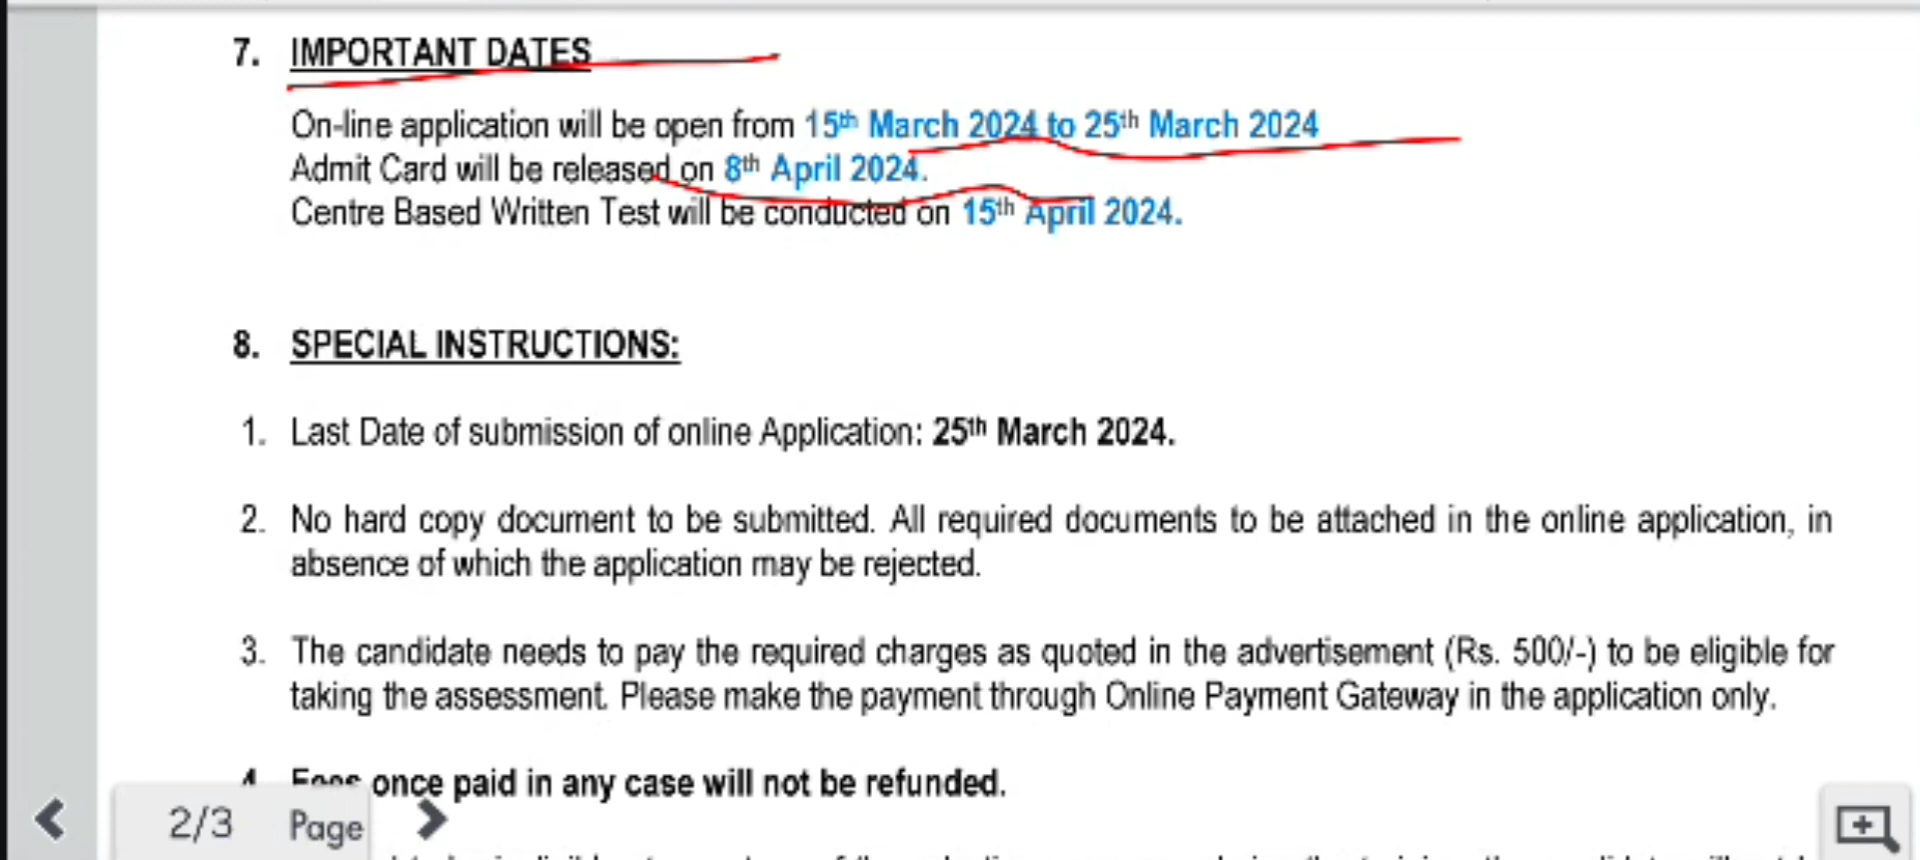 7. IMPORTANT DATES
On-line application will be open from 15th March 2024 to 25th March 2024
Admit Card will be released on 8th April 2024.
Centre Based Written Test will be conducted on 15th April 2024.
8. SPECIAL INSTRUCTIONS:
1. Last Date of submission of online Application: 25th March 2024.
2. No hard copy document to be submitted. All required documents to be attached in the online application, in
absence of which the application may be rejected.
3. The candidate needs to pay the required charges as quoted in the advertisement (Rs. 500/-) to be eligible for
taking the assessment. Please make the payment through Online Payment Gateway in the application only.
4. Fees once paid in any case will not be refunded.
2/3 Page